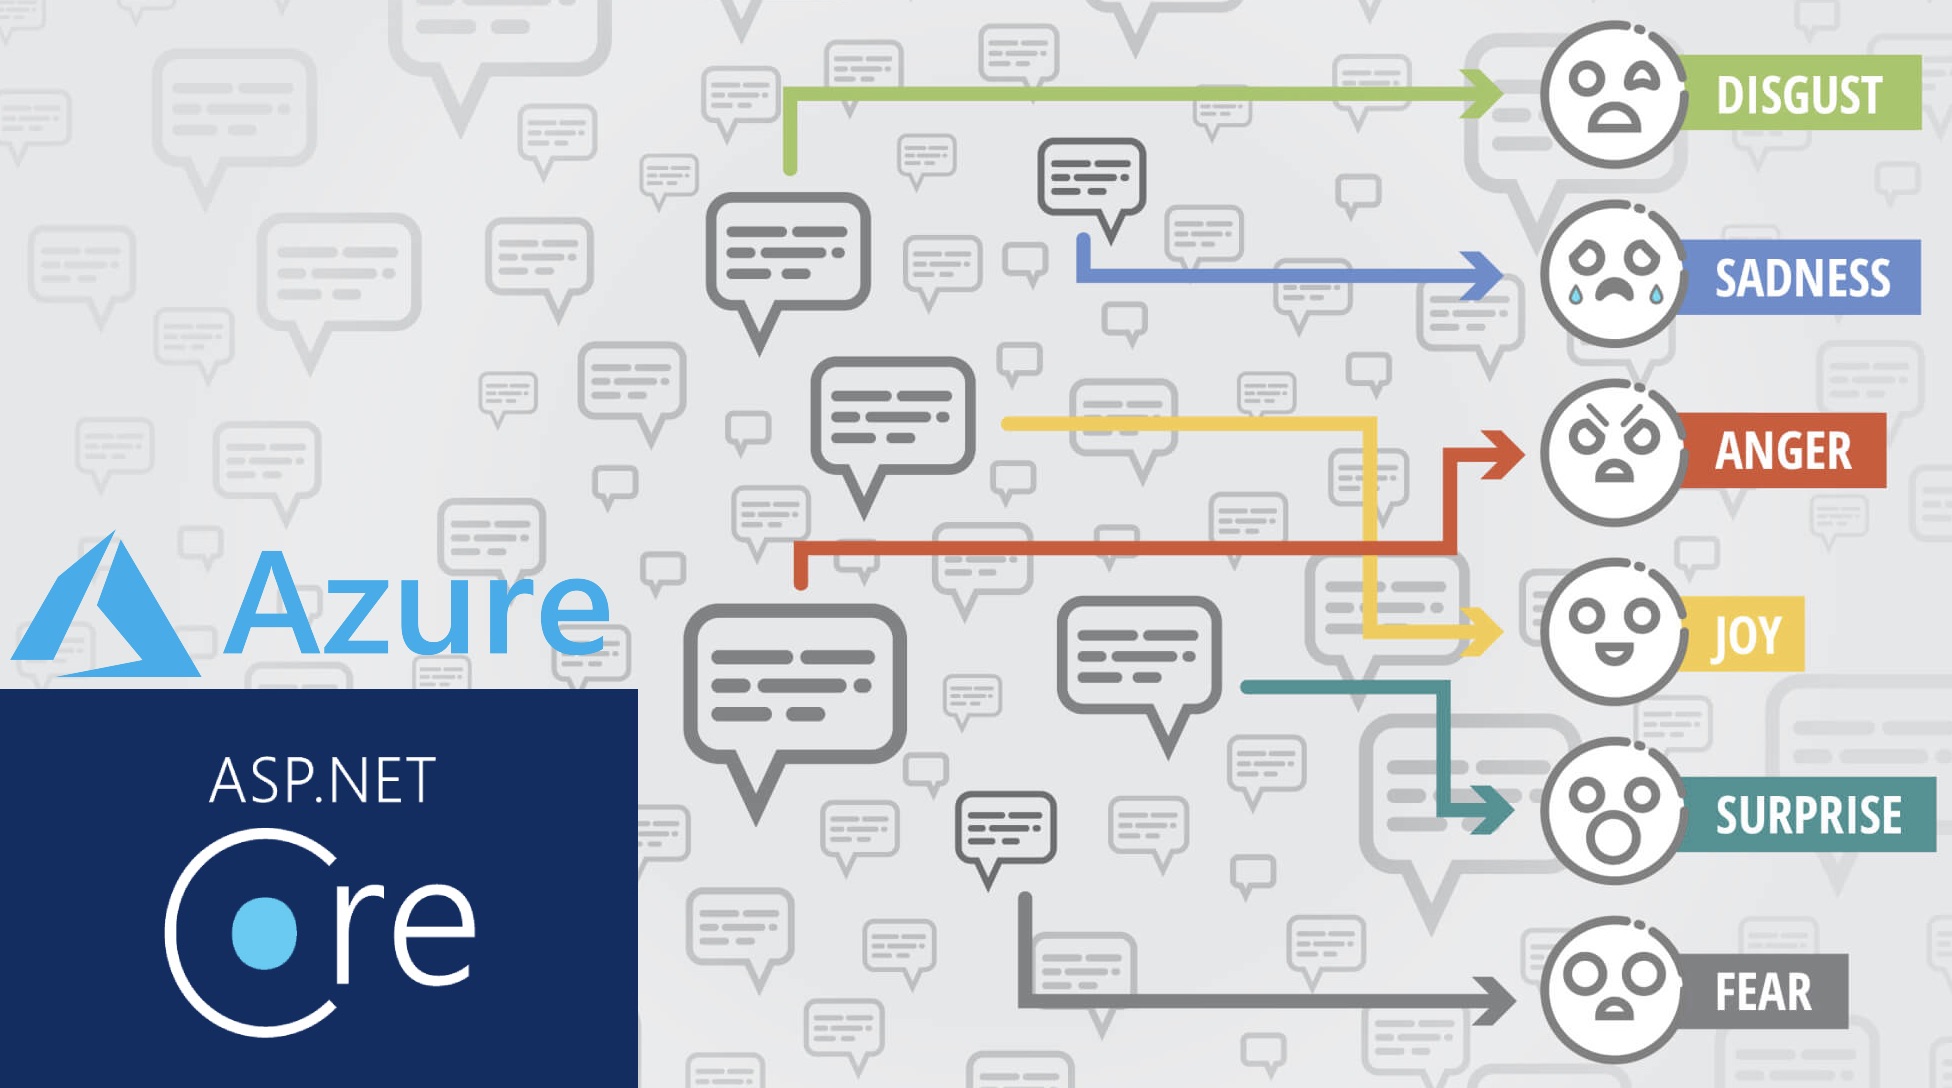 DISGUST
SADNESS
ANGER
JOY
SURPRISE
FEAR
Azure
ASP.NET
Core